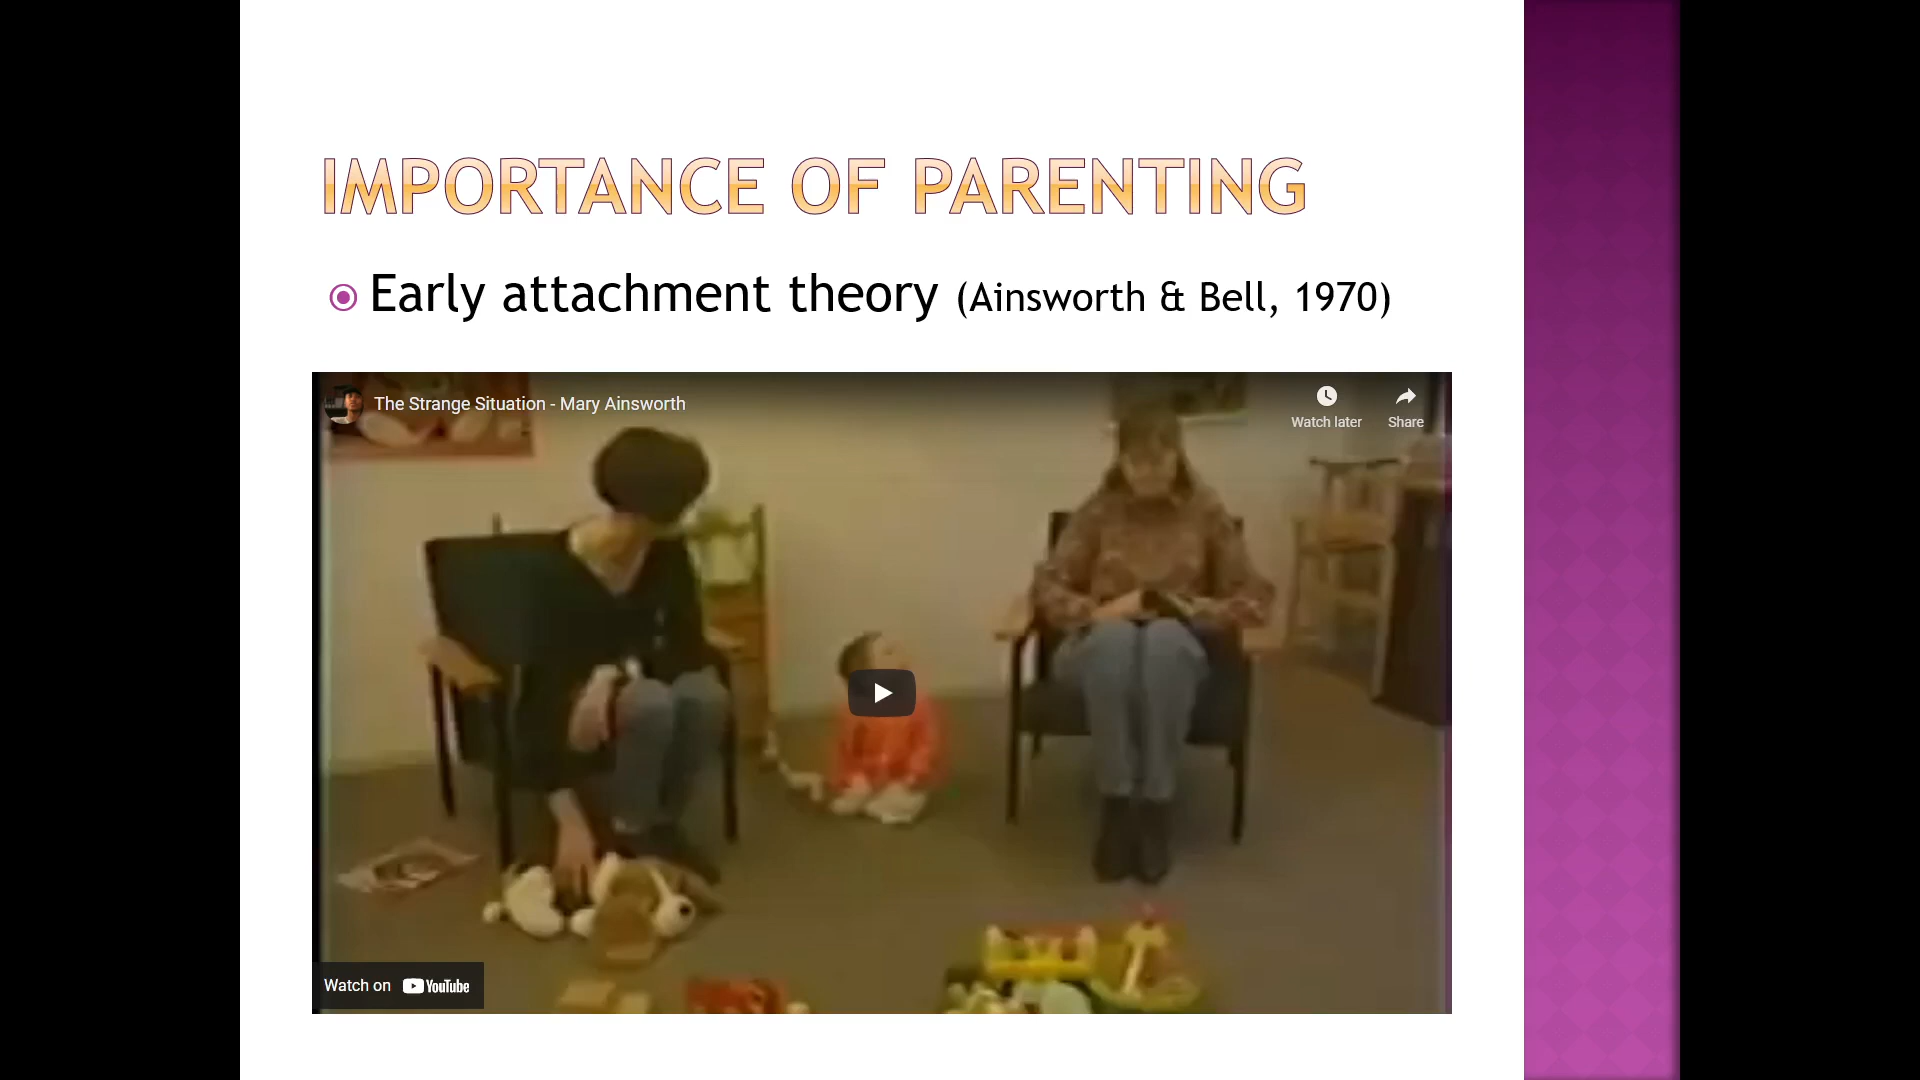 IMPORTANCE OF PARENTING
Early attachment theory (Ainsworth & Bell, 1970)
The Strange Situation - Mary Ainsworth
Watch later
Share
Watch on YouTube